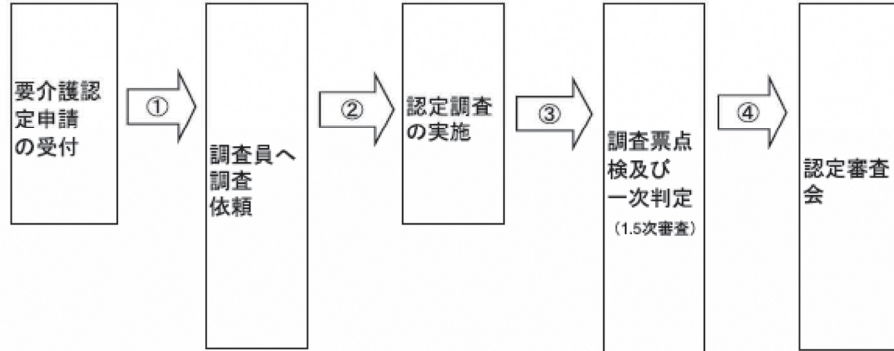 要介護認
定申請
の受付
①
調査員へ
調査
依頼
②
認定調査
の実施
③
調査票点
検及び
一次判定
（1.5次審査）
④
認定審査
会